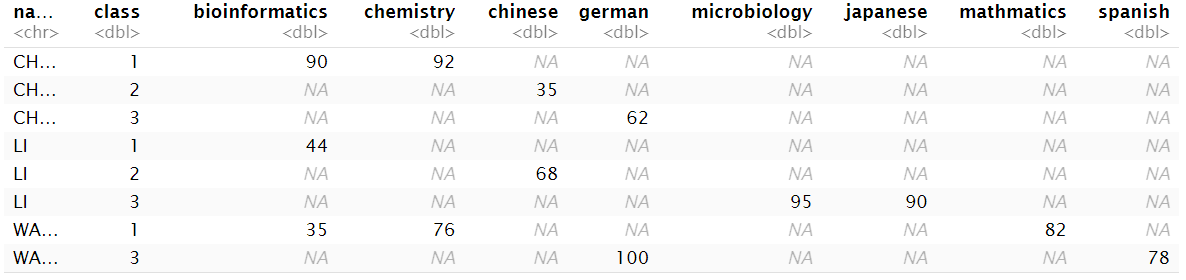 na… class bioinformatics chemistry chinese german microbiology japanese mathmatics spanish
<chr> <dbl> <dbl> <dbl> <dbl> <dbl> <dbl> <dbl> <dbl> <dbl>
CH… 1 90 92 NA NA NA NA NA NA
CH… 2 NA NA 35 NA NA NA NA NA
CH… 3 NA NA NA 62 NA NA NA NA
LI 1 44 NA NA NA NA NA NA NA
LI 2 NA NA 68 NA NA NA NA NA
LI 3 NA NA NA NA 95 90 NA NA
WA… 1 35 76 NA NA NA NA 82 NA
WA… 3 NA NA NA 100 NA NA NA 78